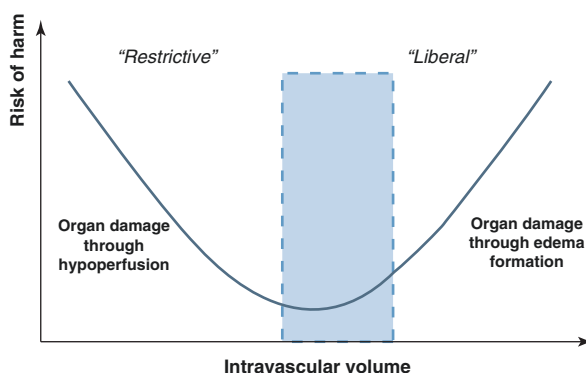 Risk of harm
“Restrictive”
“Liberal”
Organ damage
through
hypoperfusion
Organ damage
through edema
formation
Intravascular volume